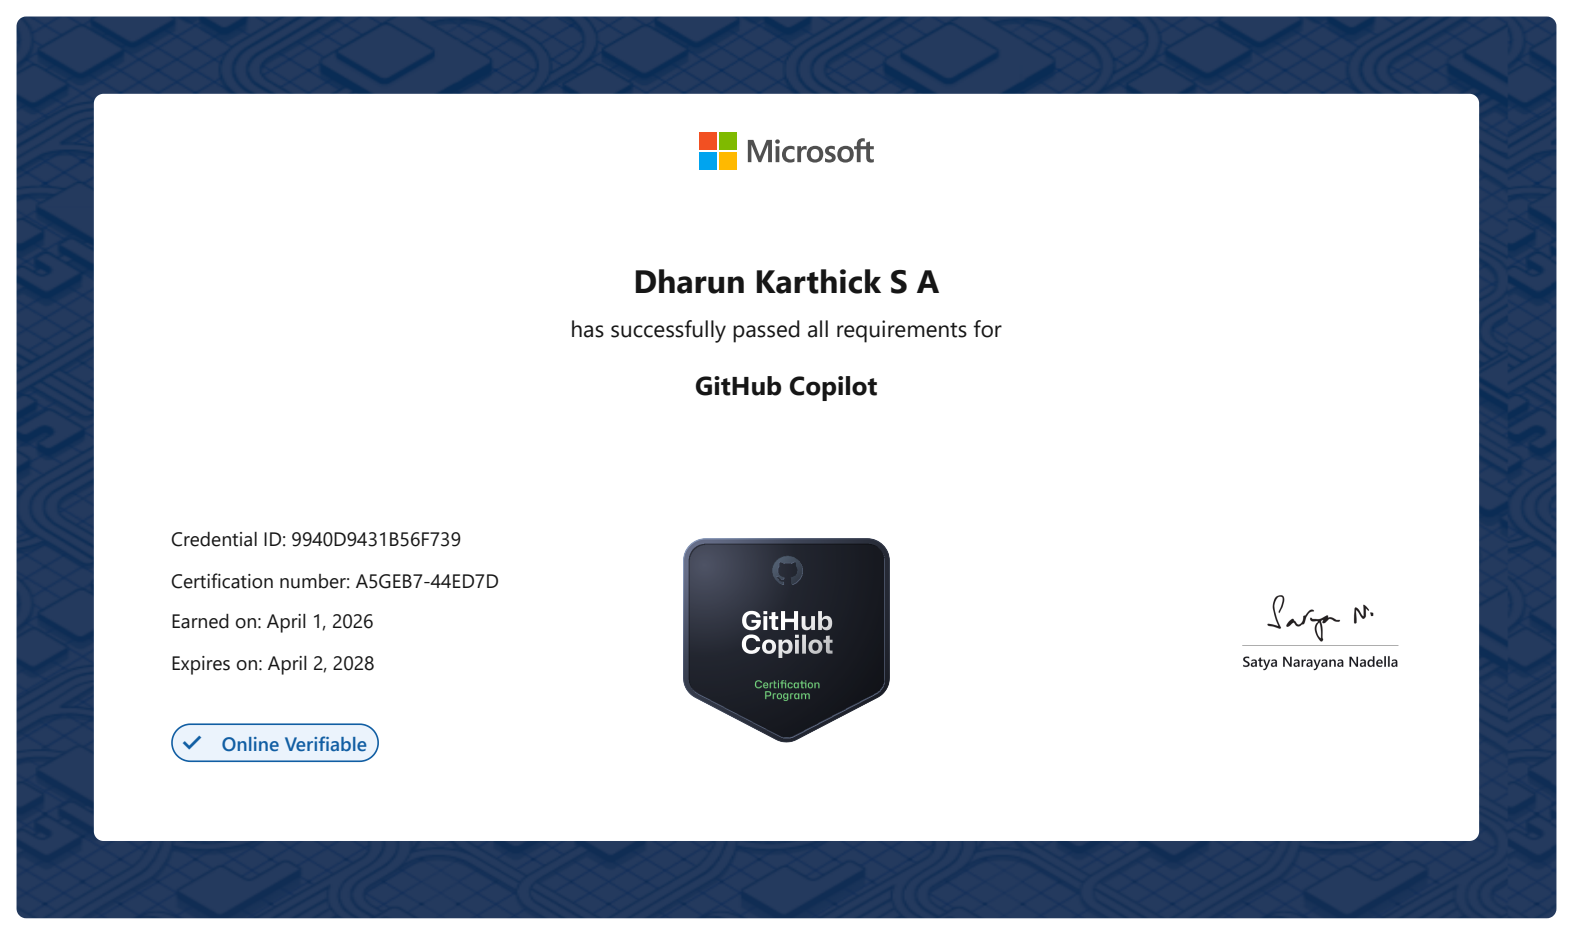 Microsoft
Dharun Karthick S A
has successfully passed all requirements for
GitHub Copilot
Credential ID: 9940D9431B56F739
Certification number: A5GEB7-44ED7D
Earned on: April 1, 2026
Expires on: April 2, 2028
Online Verifiable
GitHub
Copilot
Certification
Program
Satya N.
Satya Narayana Nadella